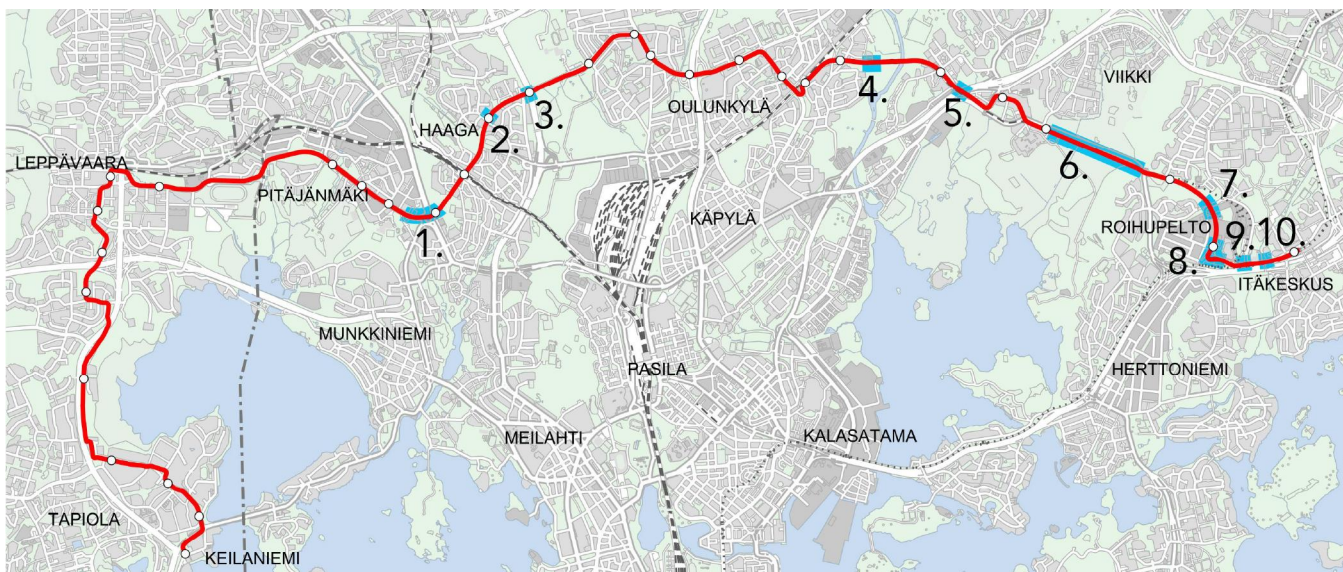 VIIKKI
4.
5.
3.
OULUNKYLÄ
2.
HAAGA
LEPPÄVAARA
6.
7.
PITÄJÄNMÄKI
KÄPYLÄ
ROIHUPELTO
1.
9.
10.
8.
ITÄKESKUS
MUNKKINIEMI
PASILA
HERTTONIEMI
MEILAHTI
KALASATAMA
TAPIOLA
KEILANIEMI